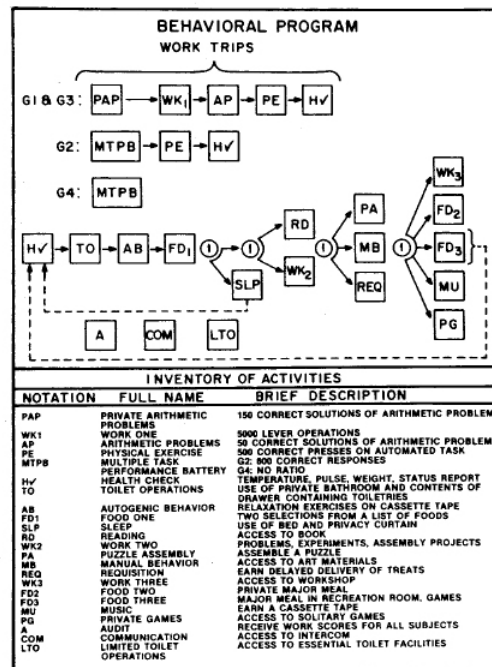 BEHAVIORAL PROGRAM
WORK TRIPS
G1 & G3: PAP WK1 AP PE H✓
G2: MTPB PE H✓
G4: MTPB
WK3
RD PA FD2
H✓ TO AB FD1 1 1 1 MB 1 FD3
SLP WK2 REQ MU
A COM LTO PG
INVENTORY OF ACTIVITIES
NOTATION FULL NAME BRIEF DESCRIPTION
PAP PRIVATE ARITHMETIC 150 CORRECT SOLUTIONS OF ARITHMETIC PROBLEM
PROBLEMS
WK1 WORK ONE 5000 LEVER OPERATIONS
AP ARITHMETIC PROBLEMS 50 CORRECT SOLUTIONS OF ARITHMETIC PROBLEM
PE PHYSICAL EXERCISE 500 CORRECT PRESSES ON AUTOMATED TASK
MTPB MULTIPLE TASK G2: 800 CORRECT RESPONSES
PERFORMANCE BATTERY G4: NO RATIO
H✓ HEALTH CHECK TEMPERATURE, PULSE, WEIGHT, STATUS REPORT
TO TOILET OPERATIONS USE OF PRIVATE BATHROOM AND CONTENTS OF
DRAWER CONTAINING TOILETRIES
AB AUTOGENIC BEHAVIOR RELAXATION EXERCISES ON CASSETTE TAPE
FD1 FOOD ONE TWO SELECTIONS FROM A LIST OF FOODS
SLP SLEEP USE OF BED AND PRIVACY CURTAIN
RD READING ACCESS TO BOOK
WK2 WORK TWO PROBLEMS, EXPERIMENTS, ASSEMBLY PROJECTS
PA PUZZLE ASSEMBLY ASSEMBLE A PUZZLE
MB MANUAL BEHAVIOR ACCESS TO ART MATERIALS
REQ REQUISITION EARN DELAYED DELIVERY OF TREATS
WK3 WORK THREE ACCESS TO WORKSHOP
FD2 FOOD TWO PRIVATE MAJOR MEAL
FD3 FOOD THREE MAJOR MEAL IN RECREATION ROOM, GAMES
MU MUSIC EARN A CASSETTE TAPE
PG PRIVATE GAMES ACCESS TO SOLITARY GAMES
A AUDIT RECEIVE WORK SCORES FOR ALL SUBJECTS
COM COMMUNICATION ACCESS TO INTERCOM
LTO LIMITED TOILET ACCESS TO ESSENTIAL TOILET FACILITIES
OPERATIONS